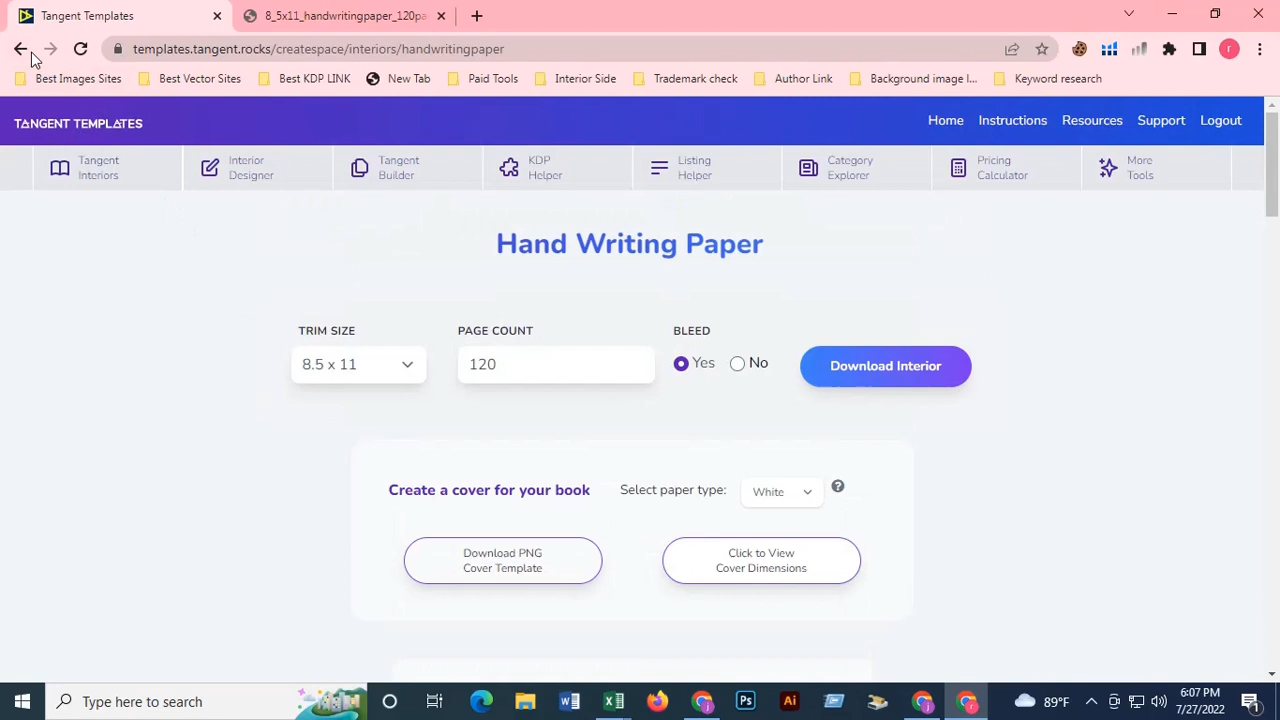 Tangent Templates
8_5x11_handwritingpaper_120pa
templates.tangent.rocks/createspace/interiors/handwritingpaper
r
Best Images Sites
Best Vector Sites
Best KDP LINK
New Tab
Paid Tools
Interior Side
Trademark check
Author Link
Background image l...
Keyword research
TANGENT TEMPLATES
Home
Instructions
Resources
Support
Logout
Tangent
Interiors
Interior
Designer
Tangent
Builder
KDP
Helper
Listing
Helper
Category
Explorer
Pricing
Calculator
More
Tools
Hand Writing Paper
TRIM SIZE
PAGE COUNT
BLEED
8.5 x 11
120
Yes
No
Download Interior
Create a cover for your book
Select paper type:
White
?
Download PNG
Cover Template
Click to View
Cover Dimensions
Type here to search
Ps
Ai
89°F
6:07 PM
7/27/2022
1